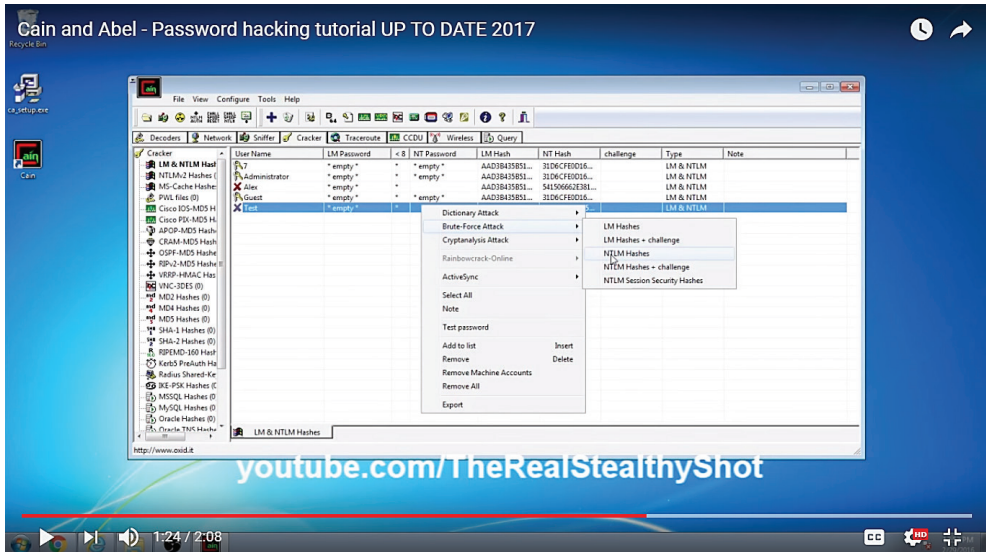 Cain and Abel - Password hacking tutorial UP TO DATE 2017
Recycle Bin
ca_setup.exe
Cain
File View Configure Tools Help
Decoders Network Sniffer Cracker Traceroute CCDU Wireless Query
Cracker
LM & NTLM Hash
NTLMv2 Hashes (
MS-Cache Hashe
PWL files (0)
Cisco IOS-MD5 H
Cisco PIX-MD5 H
APOP-MD5 Hash
CRAM-MD5 Hash
OSPF-MD5 Hashe
RIPv2-MD5 Hashe
VRRP-HMAC Has
VNC-3DES (0)
MD2 Hashes (0)
MD4 Hashes (0)
MD5 Hashes (0)
SHA-1 Hashes (0)
SHA-2 Hashes (0)
RIPEMD-160 Hash
Kerb5 PreAuth Ha
Radius Shared-Ke
IKE-PSK Hashes (
MSSQL Hashes (0
MySQL Hashes (0
Oracle Hashes (0)
Oracle TNS Hashe
User Name LM Password < 8 NT Password LM Hash NT Hash challenge Type Note
7 * empty * * * empty * AAD3B435B51... 31D6CFE0D16... LM & NTLM
Administrator * empty * * * empty * AAD3B435B51... 31D6CFE0D16... LM & NTLM
Alex * empty * * AAD3B435B51... 541506662E381... LM & NTLM
Guest * empty * * * empty * AAD3B435B51... 31D6CFE0D16... LM & NTLM
Test * empty * * LM & NTLM
Dictionary Attack
Brute-Force Attack
Cryptanalysis Attack
Rainbowcrack-Online
ActiveSync
Select All
Note
Test password
Add to list Insert
Remove Delete
Remove Machine Accounts
Remove All
Export
LM Hashes
LM Hashes + challenge
NTLM Hashes
NTLM Hashes + challenge
NTLM Session Security Hashes
LM & NTLM Hashes
http://www.oxid.it
youtube.com/TheRealStealthyShot
1:24 / 2:08
CC
HD